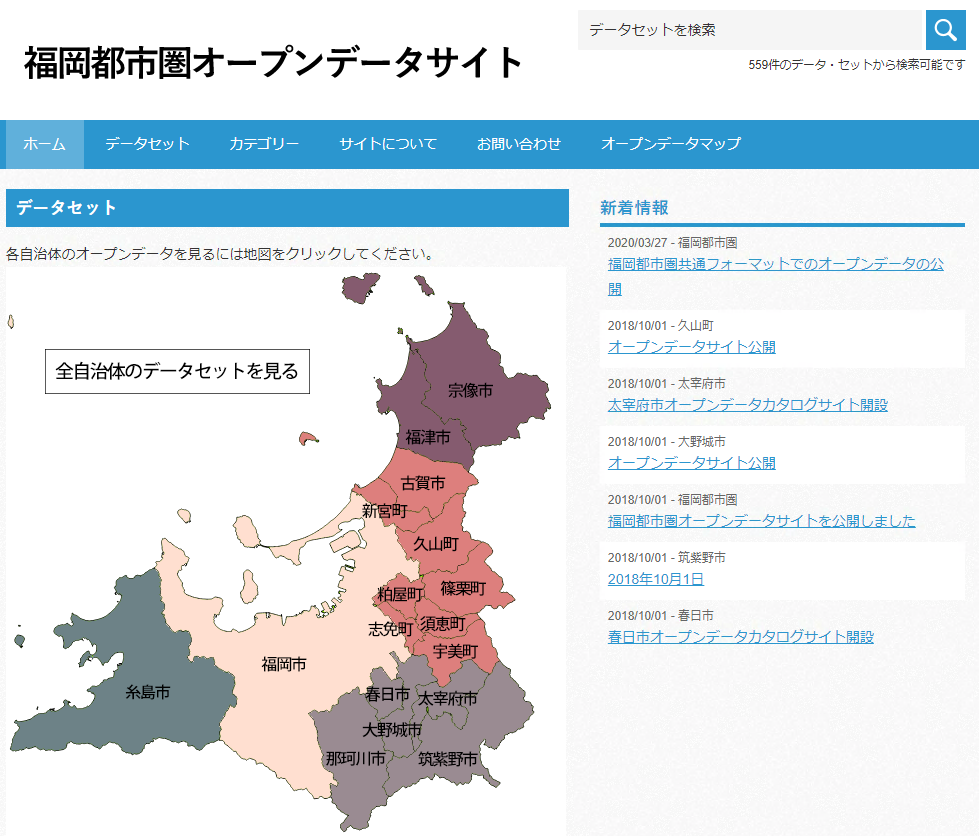 福岡都市圏オープンデータサイト
データセットを検索
559件のデータ・セットから検索可能です
ホーム データセット カテゴリー サイトについて お問い合わせ オープンデータマップ
データセット
各自治体のオープンデータを見るには地図をクリックしてください。
全自治体のデータセットを見る
宗像市
福津市
古賀市
新宮町
久山町
篠栗町
粕屋町
須恵町
志免町
宇美町
福岡市
糸島市
春日市
太宰府市
大野城市
那珂川市
筑紫野市
新着情報
2020/03/27 - 福岡都市圏
福岡都市圏共通フォーマットでのオープンデータの公
開
2018/10/01 - 久山町
オープンデータサイト公開
2018/10/01 - 太宰府市
太宰府市オープンデータカタログサイト開設
2018/10/01 - 大野城市
オープンデータサイト公開
2018/10/01 - 福岡都市圏
福岡都市圏オープンデータサイトを公開しました
2018/10/01 - 筑紫野市
2018年10月1日
2018/10/01 - 春日市
春日市オープンデータカタログサイト開設